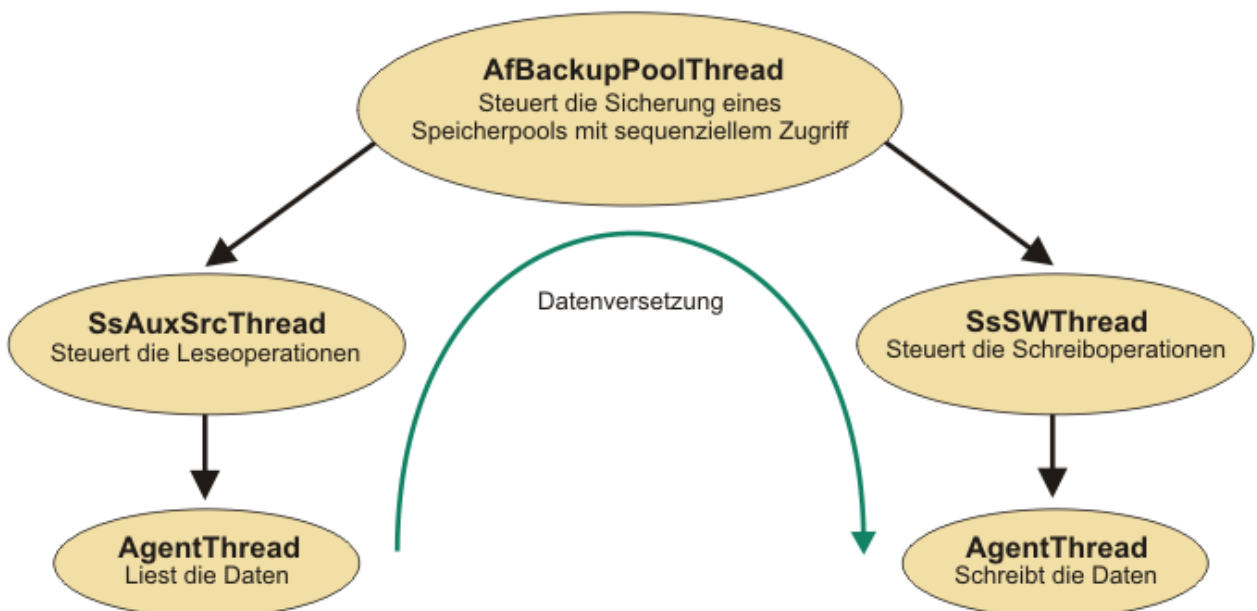 AfBackupPoolThread
Steuert die Sicherung eines
Speicherpools mit sequenziellem Zugriff
Datenversetzung
SsAuxSrcThread
Steuert die Leseoperationen
SsSWThread
Steuert die Schreiboperationen
AgentThread
Liest die Daten
AgentThread
Schreibt die Daten